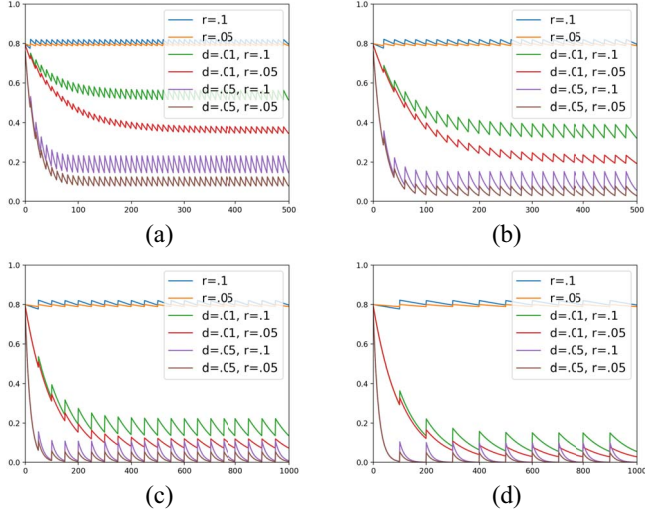 1.0
0.8
0.6
0.4
0.2
0.0
0
100
200
300
400
500
r=.1
r=.05
d=.01, r=.1
d=.01, r=.05
d=.05, r=.1
d=.05, r=.05
(a)
1.0
0.8
0.6
0.4
0.2
0.0
0
100
200
300
400
500
r=.1
r=.05
d=.01, r=.1
d=.01, r=.05
d=.05, r=.1
d=.05, r=.05
(b)
1.0
0.8
0.6
0.4
0.2
0.0
0
200
400
600
800
1000
r=.1
r=.05
d=.01, r=.1
d=.01, r=.05
d=.05, r=.1
d=.05, r=.05
(c)
1.0
0.8
0.6
0.4
0.2
0.0
0
200
400
600
800
1000
r=.1
r=.05
d=.01, r=.1
d=.01, r=.05
d=.05, r=.1
d=.05, r=.05
(d)